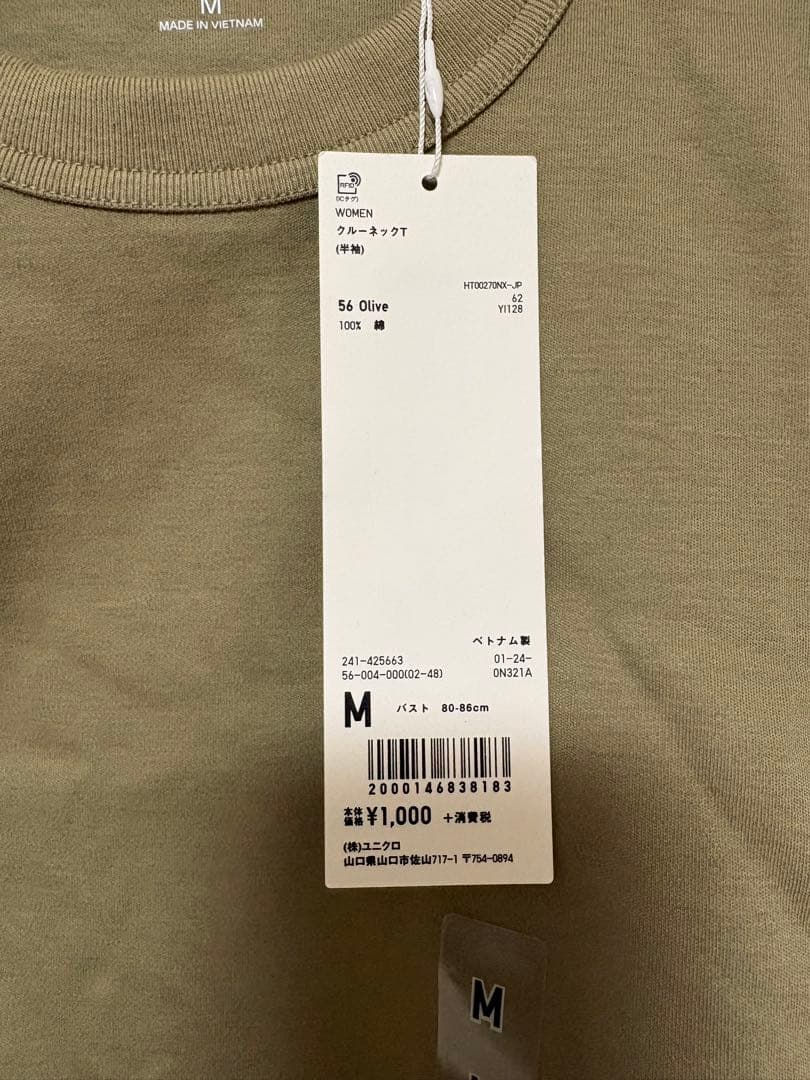 M
MADE IN VIETNAM
RFID
(ICタグ)
WOMEN
クルーネックT
(半袖)
HT00270NX-JP
56 Olive
62
100% 綿
YI128
ベトナム製
241-425663
01-24-
56-004-000(02-48)
0N321A
M バスト 80-86cm
2000146838183
本体価格 ¥1,000 +消費税
(株)ユニクロ
山口県山口市佐山717-1 〒754-0894
M